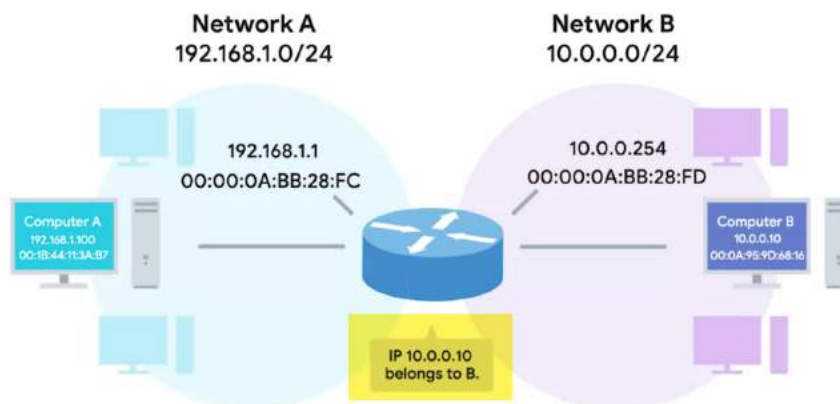 Network A
192.168.1.0/24
Network B
10.0.0.0/24
192.168.1.1
00:00:0A:BB:28:FC
10.0.0.254
00:00:0A:BB:28:FD
Computer A
192.168.1.100
00:1B:44:11:3A:B7
Computer B
10.0.0.10
00:0A:95:9D:68:16
IP 10.0.0.10
belongs to B.